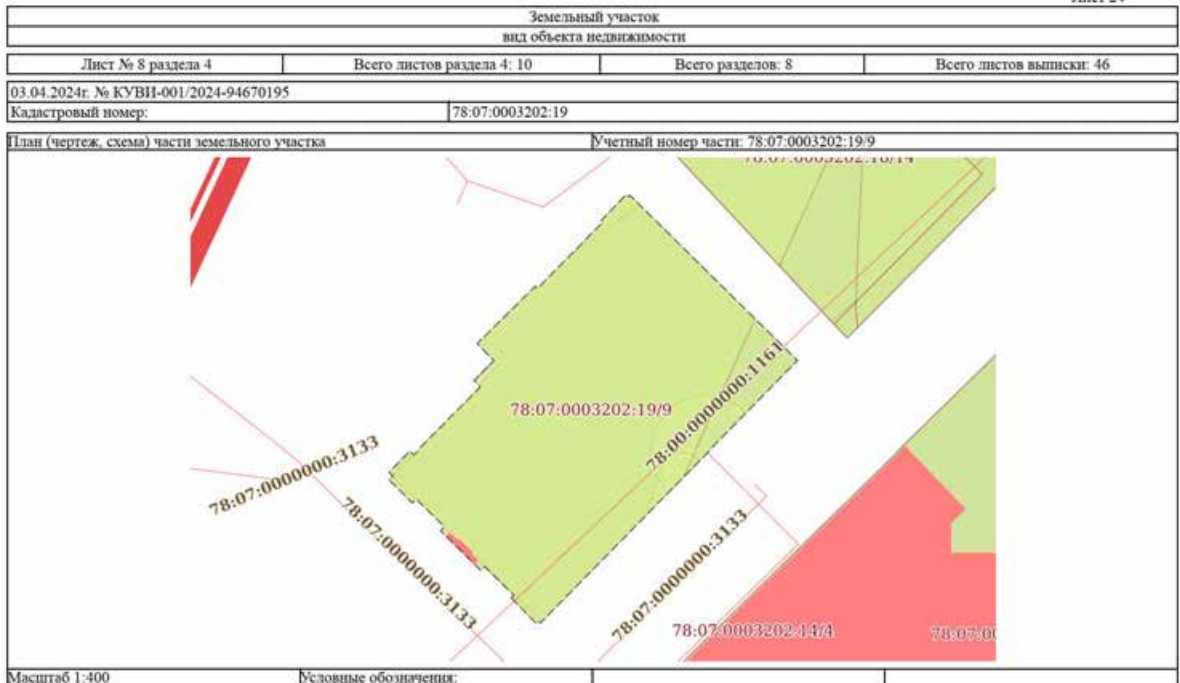 Земельный участок
вид объекта недвижимости
Лист № 8 раздела 4 Всего листов раздела 4: 10 Всего разделов: 8 Всего листов выписки: 46
03.04.2024г. № КУВИ-001/2024-94670195
Кадастровый номер: 78:07:0003202:19
План (чертеж, схема) части земельного участка Учетный номер части: 78:07:0003202:19/9
78:07:0003202:19/9
78:00:0000000:1161
78:07:0000000:3133
78:07:0000000:3133
78:07:0000000:3133
78:07:0003202:14/4
Масштаб 1:400 Условные обозначения: